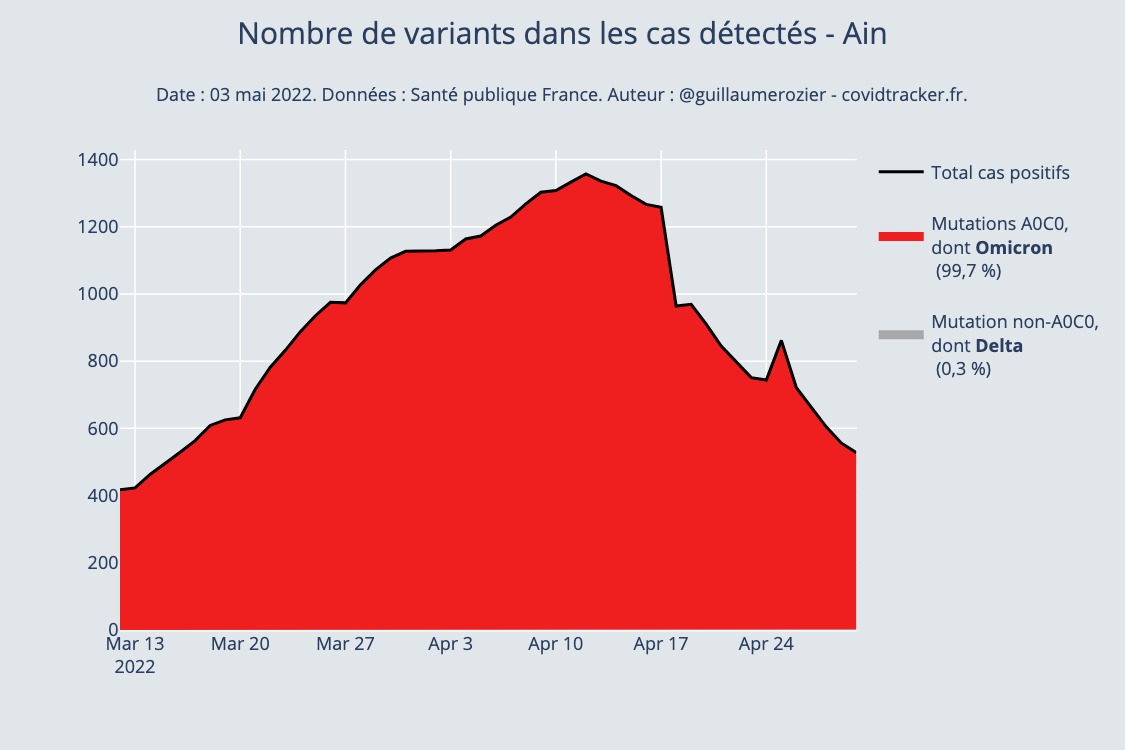 Nombre de variants dans les cas détectés - Ain
Date : 03 mai 2022. Données : Santé publique France. Auteur : @guillaumerozier - covidtracker.fr.
1400
1200
1000
800
600
400
200
0
Mar 13
2022
Mar 20
Mar 27
Apr 3
Apr 10
Apr 17
Apr 24
Total cas positifs
Mutations A0C0,
dont Omicron
(99,7 %)
Mutation non-A0C0,
dont Delta
(0,3 %)